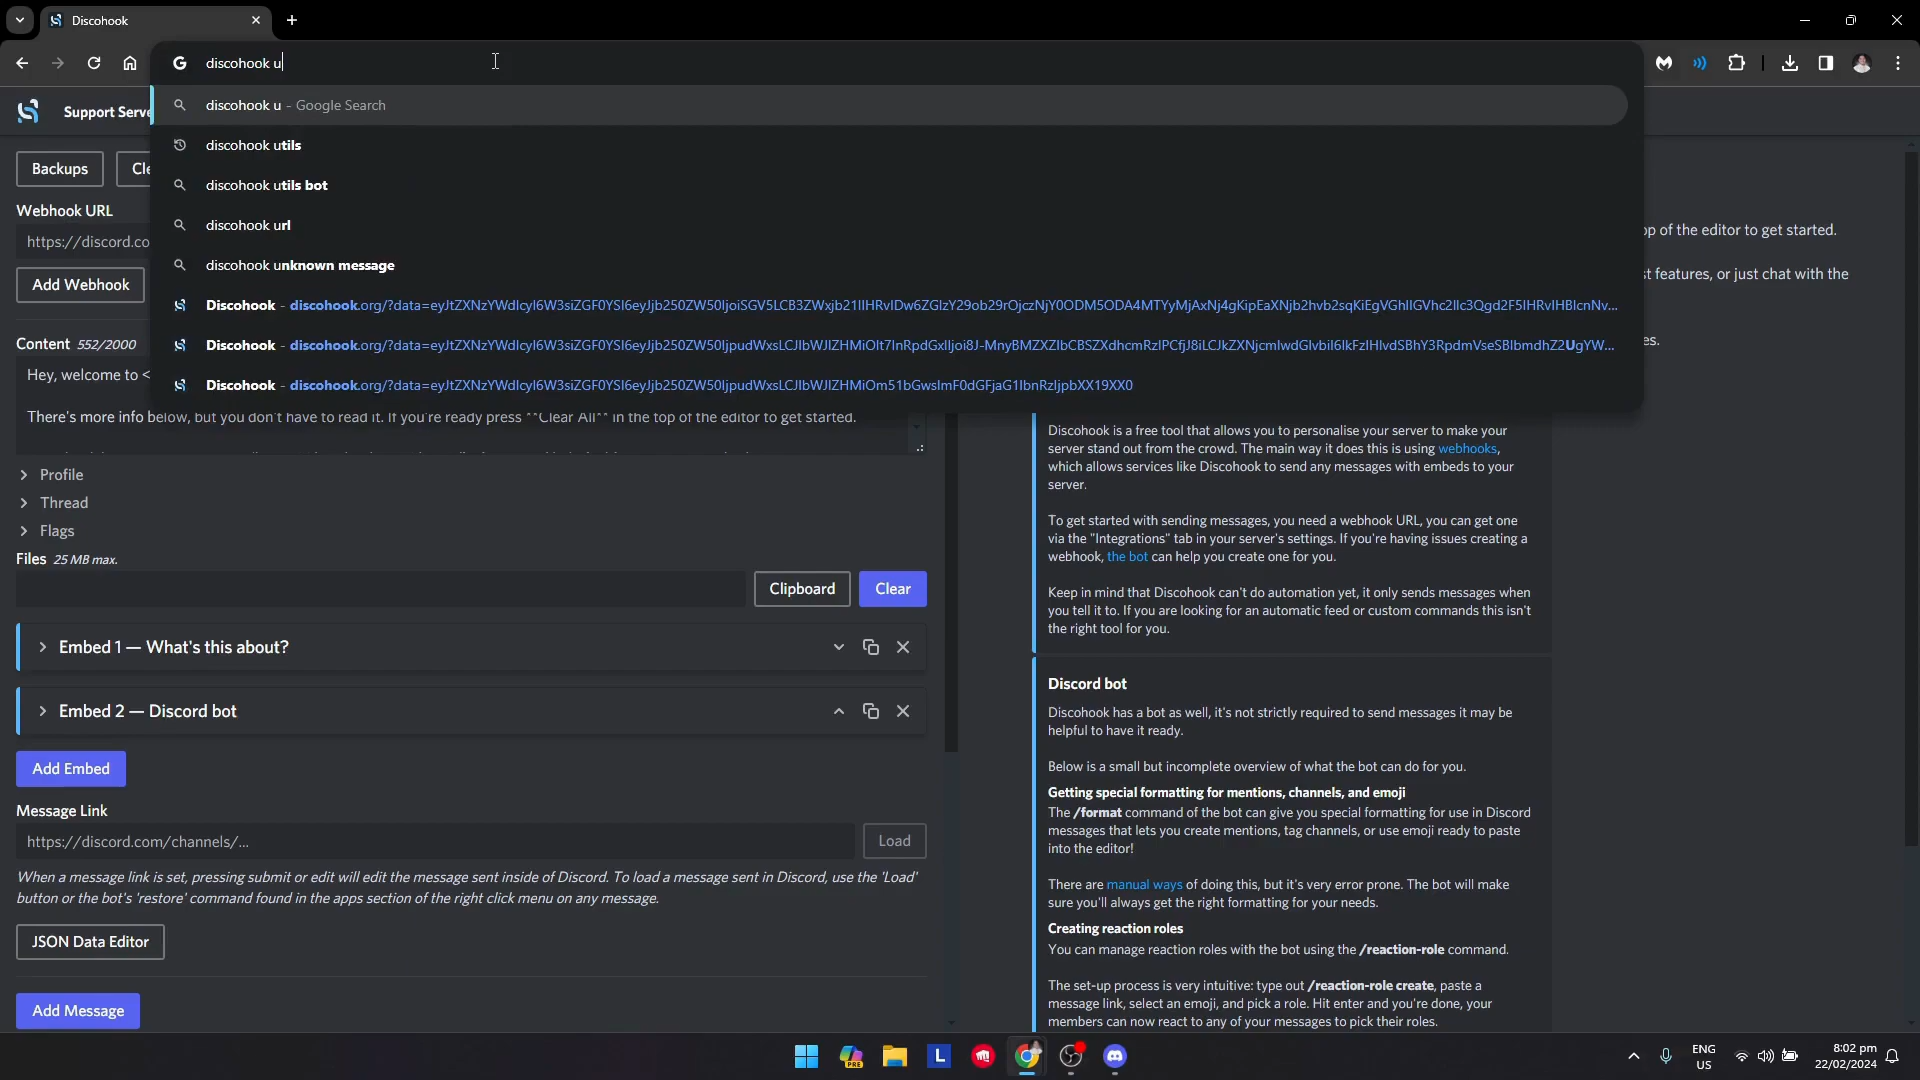 Discohook
discohook u
discohook u - Google Search
discohook utils
discohook utils bot
discohook url
discohook unknown message
Discohook - discohook.org/?data=
Discohook - discohook.org/?data=
Discohook - discohook.org/?data=
Support Serve
Backups
Cle
Webhook URL
https://discord.co
Add Webhook
Content 552/2000
Hey, welcome to <
There's more info below, but you don't have to read it. If you're ready press **Clear All** in the top of the editor to get started.
Profile
Thread
Flags
Files 25 MB max.
Clipboard
Clear
Embed 1 — What's this about?
Embed 2 — Discord bot
Add Embed
Message Link
https://discord.com/channels/...
Load
When a message link is set, pressing submit or edit will edit the message sent inside of Discord. To load a message sent in Discord, use the 'Load'
button or the bot's 'restore' command found in the apps section of the right click menu on any message.
JSON Data Editor
Add Message
op of the editor to get started.
st features, or just chat with the
es.
Discohook is a free tool that allows you to personalise your server to make your
server stand out from the crowd. The main way it does this is using webhooks,
which allows services like Discohook to send any messages with embeds to your
server.
To get started with sending messages, you need a webhook URL, you can get one
via the "Integrations" tab in your server's settings. If you're having issues creating a
webhook, the bot can help you create one for you.
Keep in mind that Discohook can't do automation yet, it only sends messages when
you tell it to. If you are looking for an automatic feed or custom commands this isn't
the right tool for you.
Discord bot
Discohook has a bot as well, it's not strictly required to send messages it may be
helpful to have it ready.
Below is a small but incomplete overview of what the bot can do for you.
Getting special formatting for mentions, channels, and emoji
The /format command of the bot can give you special formatting for use in Discord
messages that lets you create mentions, tag channels, or use emoji ready to paste
into the editor!
There are manual ways of doing this, but it's very error prone. The bot will make
sure you'll always get the right formatting for your needs.
Creating reaction roles
You can manage reaction roles with the bot using the /reaction-role command.
The set-up process is very intuitive: type out /reaction-role create, paste a
message link, select an emoji, and pick a role. Hit enter and you're done, your
members can now react to any of your messages to pick their roles.
PRE
L
ENG
US
8:02 pm
22/02/2024